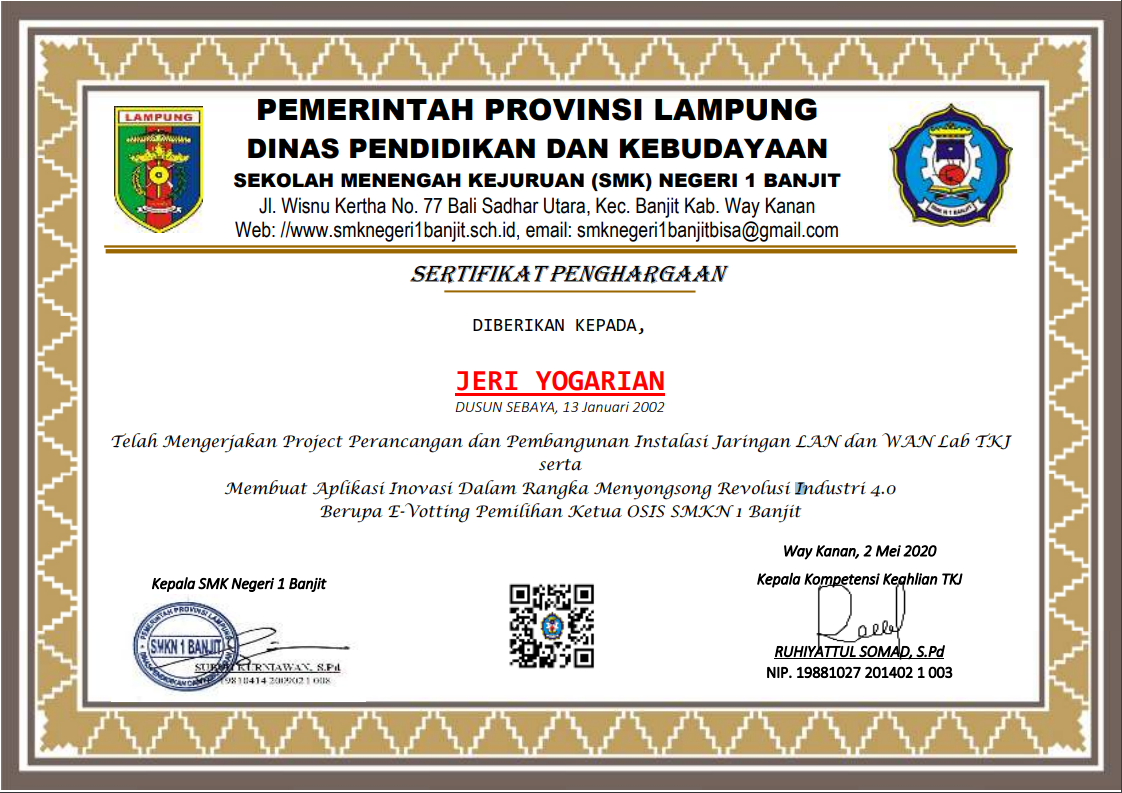 LAMPUNG
PEMERINTAH PROVINSI LAMPUNG
DINAS PENDIDIKAN DAN KEBUDAYAAN
SEKOLAH MENENGAH KEJURUAN (SMK) NEGERI 1 BANJIT
Jl. Wisnu Kertha No. 77 Bali Sadhar Utara, Kec. Banjit Kab. Way Kanan
Web: //www.smknegeri1banjit.sch.id, email: smknegeri1banjitbisa@gmail.com
SMK N 1 BANJIT
SERTIFIKAT PENGHARGAAN
DIBERIKAN KEPADA,
JERI YOGARIAN
DUSUN SEBAYA, 13 Januari 2002
Telah Mengerjakan Project Perancangan dan Pembangunan Instalasi Jaringan LAN dan WAN Lab TKJ
serta
Membuat Aplikasi Inovasi Dalam Rangka Menyongsong Revolusi Industri 4.0
Berupa E-Votting Pemilihan Ketua OSIS SMKN 1 Banjit
Way Kanan, 2 Mei 2020
Kepala SMK Negeri 1 Banjit
Kepala Kompetensi Keahlian TKJ
PEMERINTAH PROVINSI LAMPUNG
SMKN 1 BANJIT
KURNIAWAN, S.Pd
19810414 200902 1 008
RUHIYATTUL SOMAD, S.Pd
NIP. 19881027 201402 1 003